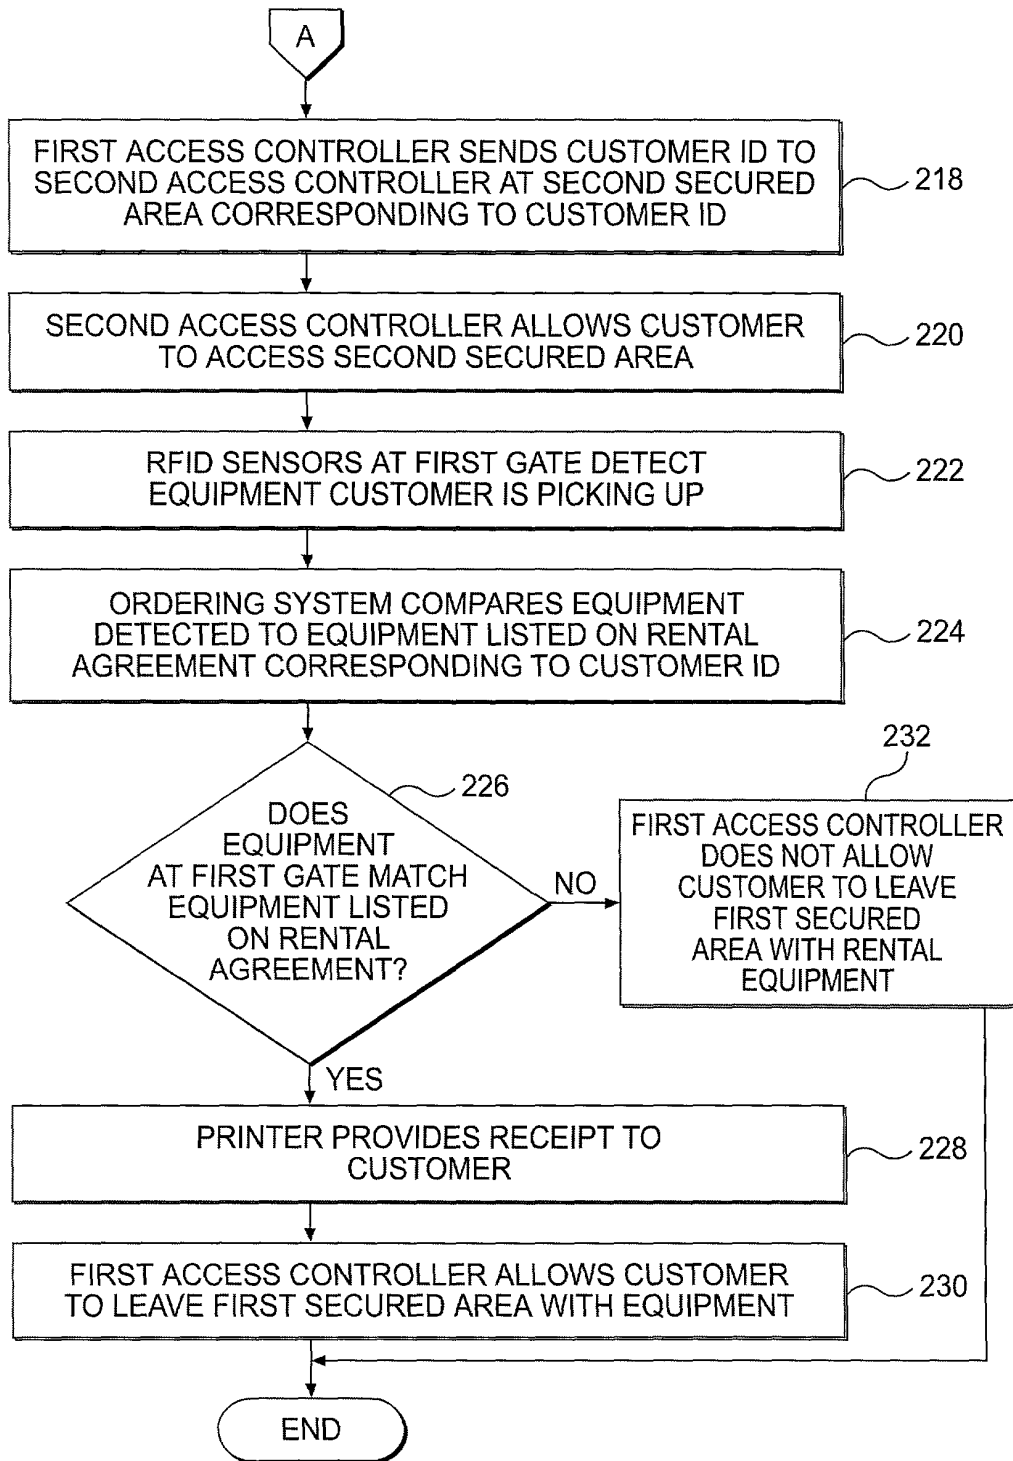 A
FIRST ACCESS CONTROLLER SENDS CUSTOMER ID TO
SECOND ACCESS CONTROLLER AT SECOND SECURED
AREA CORRESPONDING TO CUSTOMER ID
218
SECOND ACCESS CONTROLLER ALLOWS CUSTOMER
TO ACCESS SECOND SECURED AREA
220
RFID SENSORS AT FIRST GATE DETECT
EQUIPMENT CUSTOMER IS PICKING UP
222
ORDERING SYSTEM COMPARES EQUIPMENT
DETECTED TO EQUIPMENT LISTED ON RENTAL
AGREEMENT CORRESPONDING TO CUSTOMER ID
224
DOES
EQUIPMENT
AT FIRST GATE MATCH
EQUIPMENT LISTED
ON RENTAL
AGREEMENT?
226
NO
232
FIRST ACCESS CONTROLLER
DOES NOT ALLOW
CUSTOMER TO LEAVE
FIRST SECURED
AREA WITH RENTAL
EQUIPMENT
YES
PRINTER PROVIDES RECEIPT TO
CUSTOMER
228
FIRST ACCESS CONTROLLER ALLOWS CUSTOMER
TO LEAVE FIRST SECURED AREA WITH EQUIPMENT
230
END